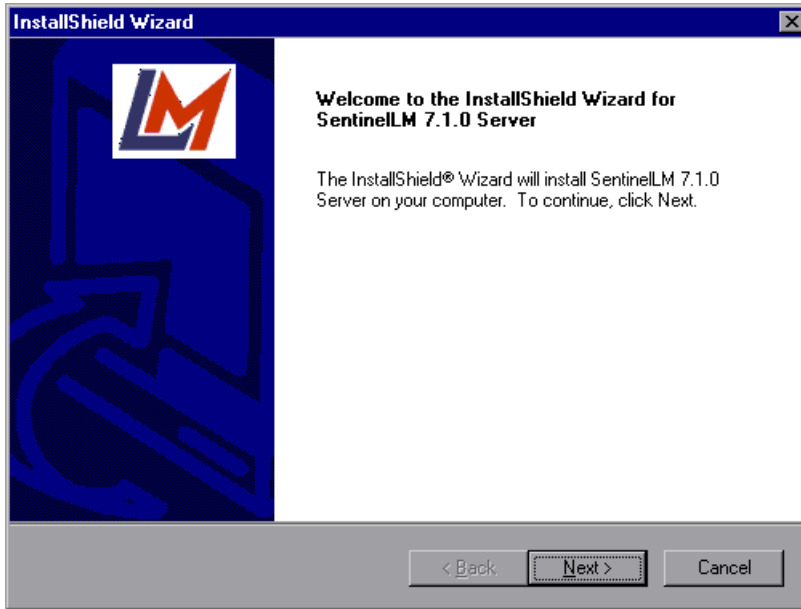 InstallShield Wizard
LM
Welcome to the InstallShield Wizard for
SentinelLM 7.1.0 Server
The InstallShield® Wizard will install SentinelLM 7.1.0
Server on your computer. To continue, click Next.
< Back
Next >
Cancel